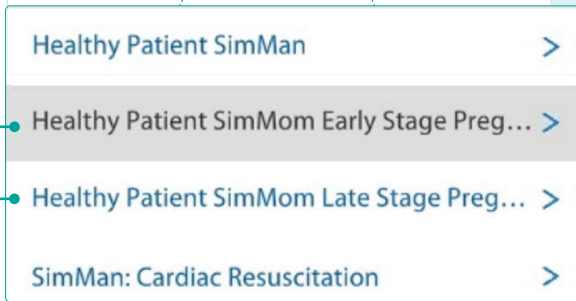 Healthy Patient SimMan
Healthy Patient SimMom Early Stage Preg...
Healthy Patient SimMom Late Stage Preg...
SimMan: Cardiac Resuscitation